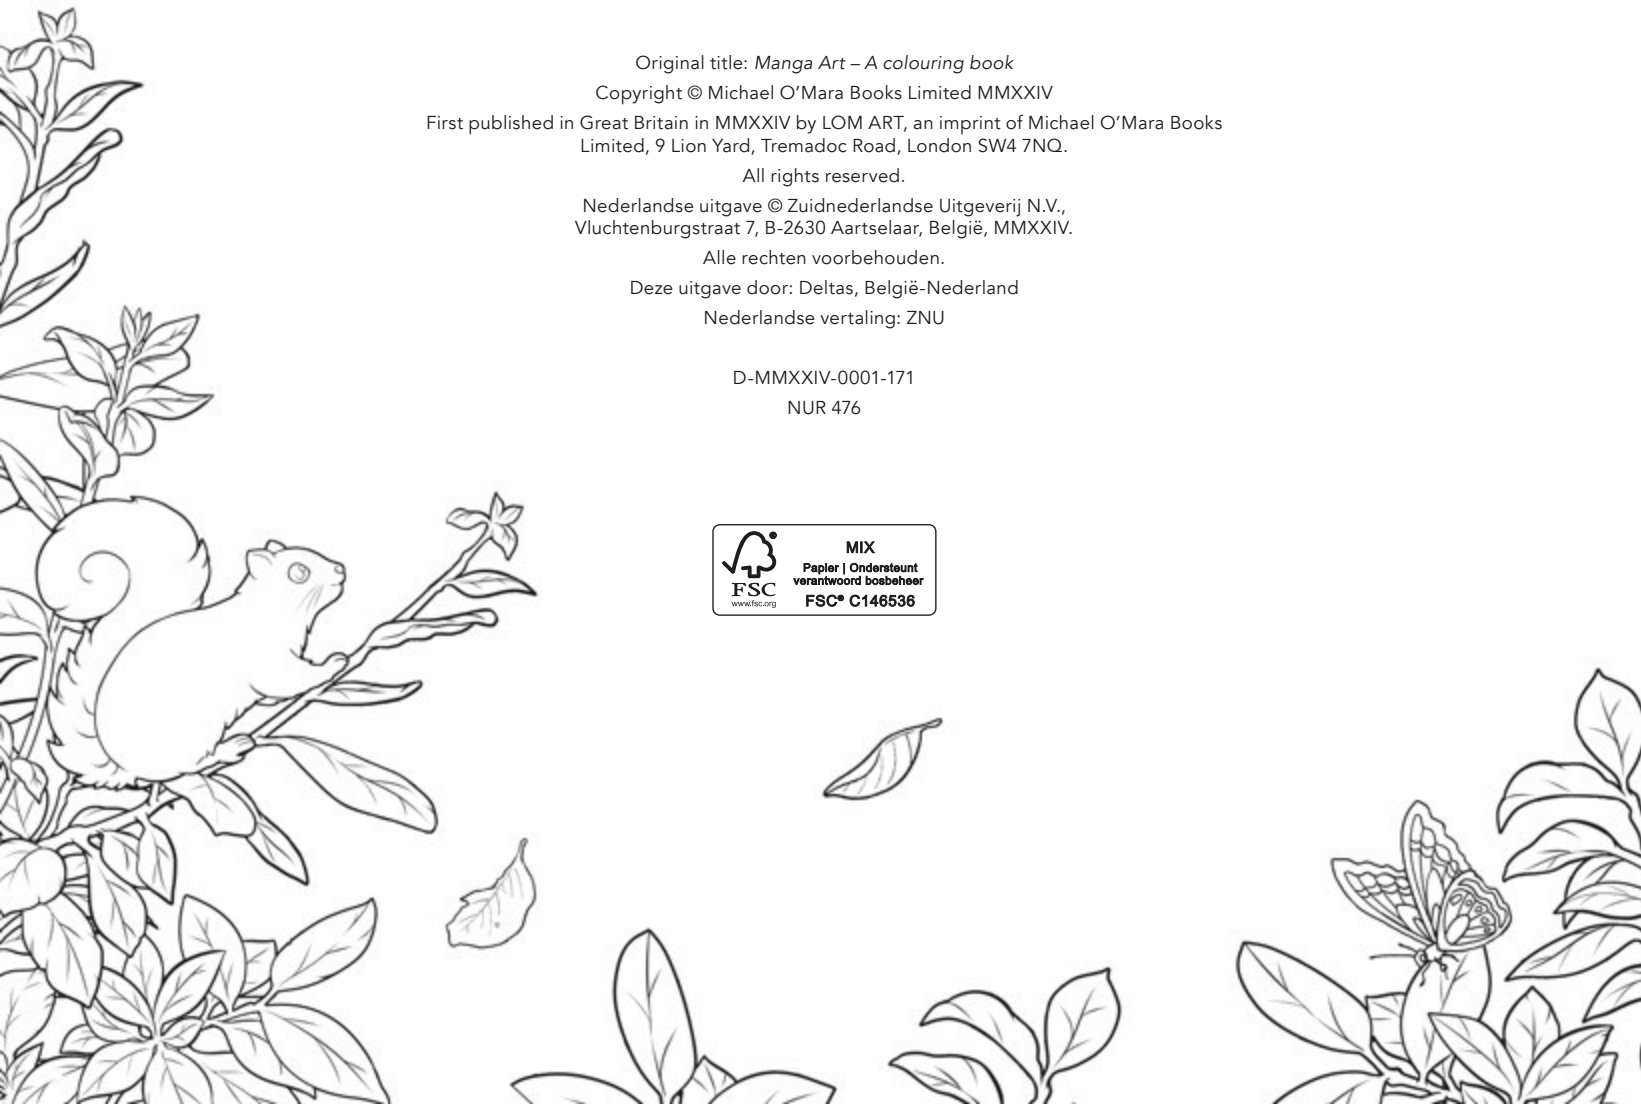 Original title: Manga Art – A colouring book
Copyright © Michael O’Mara Books Limited MMXXIV
First published in Great Britain in MMXXIV by LOM ART, an imprint of Michael O’Mara Books
Limited, 9 Lion Yard, Tremadoc Road, London SW4 7NQ.
All rights reserved.
Nederlandse uitgave © Zuidnederlandse Uitgeverij N.V.,
Vluchtenburgstraat 7, B-2630 Aartselaar, België, MMXXIV.
Alle rechten voorbehouden.
Deze uitgave door: Deltas, België-Nederland
Nederlandse vertaling: ZNU
D-MMXXIV-0001-171
NUR 476
FSC
www.fsc.org
MIX
Papier | Ondersteunt
verantwoord bosbeheer
FSC® C146536